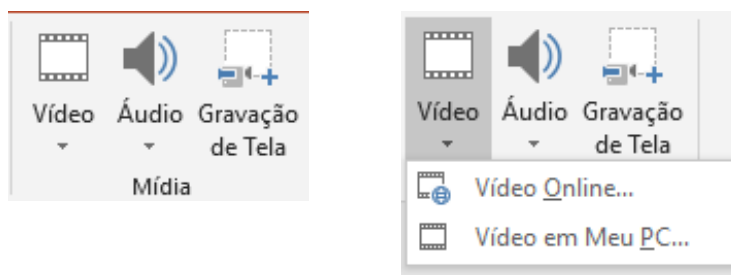 Vídeo Áudio Gravação
de Tela
Mídia
Vídeo Áudio Gravação
de Tela
Vídeo Online...
Vídeo em Meu PC...